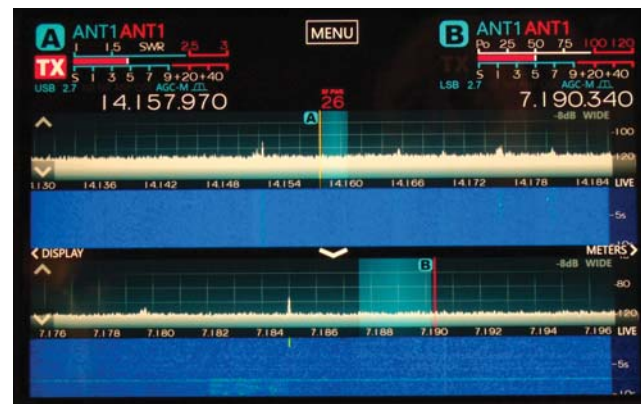 A ANT1 ANT1 MENU B ANT1 ANT1
1 1,5 SWR 2,5 3 Po 25 50 75 100 120
TX TX
S 1 3 5 7 9+20+40 S 1 3 5 7 9+20+40
USB 2.7 AGC-M LSB 2.7 AGC-M
14.157.970 RF PWR 26 7.190.340
A -8dB WIDE
-100
-120
14.136 14.142 14.148 14.154 14.160 14.166 14.172 14.178 14.184 LIVE
-5s
< DISPLAY METERS >
B -8dB WIDE
-80
-120
7.176 7.178 7.180 7.182 7.184 7.186 7.188 7.190 7.192 7.194 7.196 LIVE
-5s
-10s